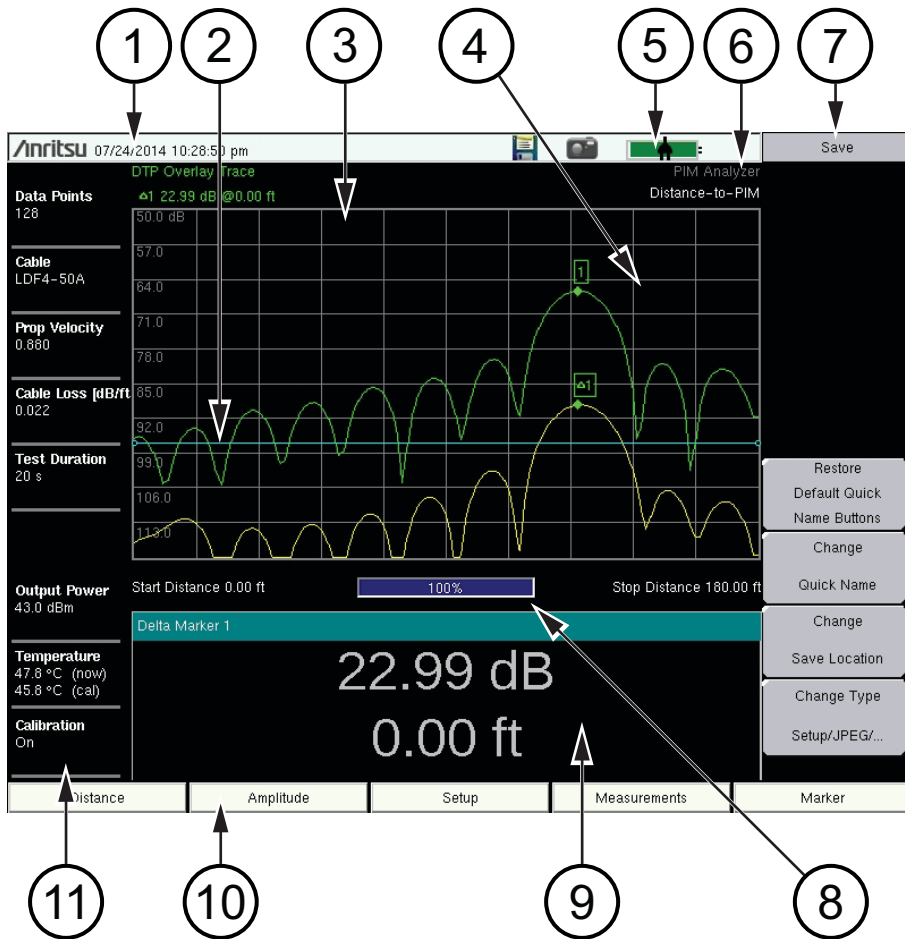 1 2 3 4 5 6 7
Anritsu 07/24/2014 10:28:50 pm
Save
DTP Overlay Trace
PIM Analyzer
Δ1 22.99 dB @0.00 ft
Distance-to-PIM
Data Points
128
Cable
LDF4-50A
Prop Velocity
0.880
Cable Loss [dB/ft
0.022
Test Duration
20 s
Output Power
43.0 dBm
Temperature
47.8 °C (now)
45.8 °C (cal)
Calibration
On
50.0 dB
57.0
64.0
71.0
78.0
85.0
92.0
99.0
106.0
113.0
1
Δ1
Start Distance 0.00 ft
100%
Stop Distance 180.00 ft
Delta Marker 1
22.99 dB
0.00 ft
Restore
Default Quick
Name Buttons
Change
Quick Name
Change
Save Location
Change Type
Setup/JPEG/...
Distance
Amplitude
Setup
Measurements
Marker
11 10 9 8